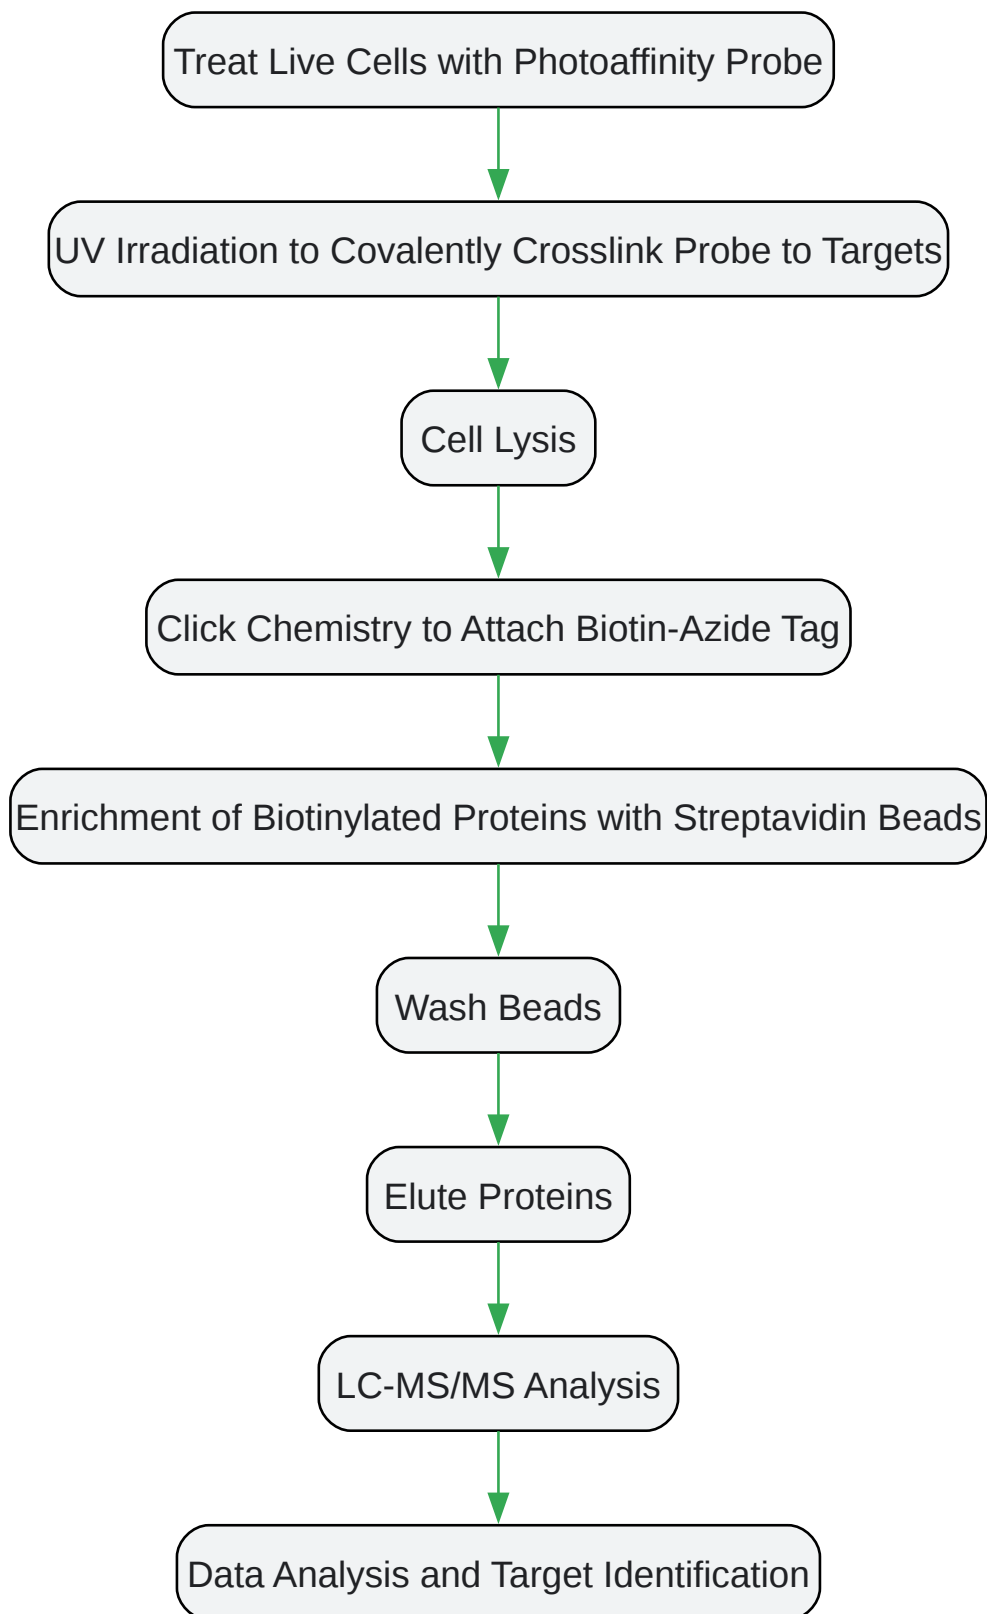 Treat Live Cells with Photoaffinity Probe
UV Irradiation to Covalently Crosslink Probe to Targets
Cell Lysis
Click Chemistry to Attach Biotin-Azide Tag
Enrichment of Biotinylated Proteins with Streptavidin Beads
Wash Beads
Elute Proteins
LC-MS/MS Analysis
Data Analysis and Target Identification